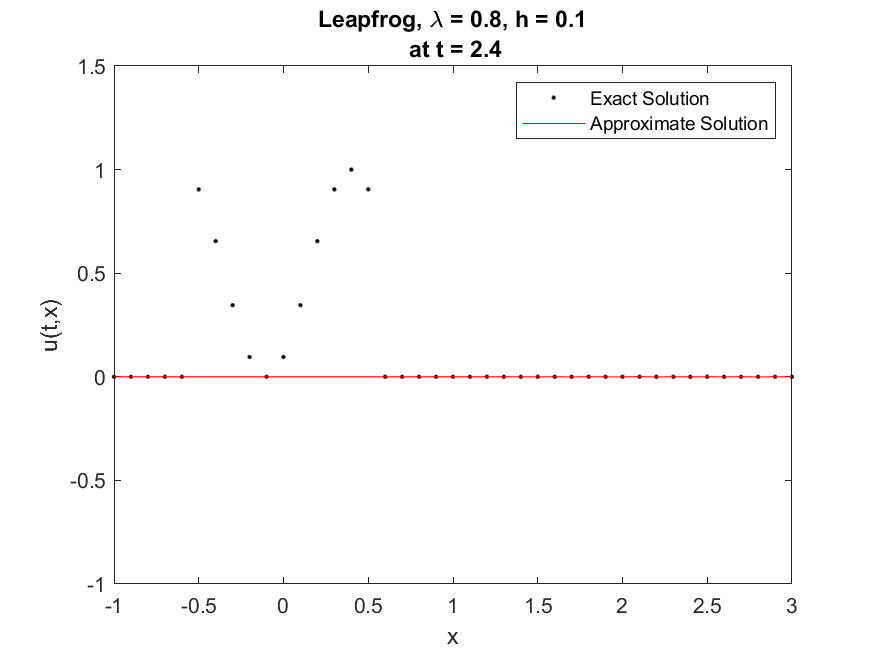 Leapfrog, λ = 0.8, h = 0.1
at t = 2.4
Exact Solution
Approximate Solution
u(t,x)
1.5
1
0.5
0
-0.5
-1
-1 -0.5 0 0.5 1 1.5 2 2.5 3
x